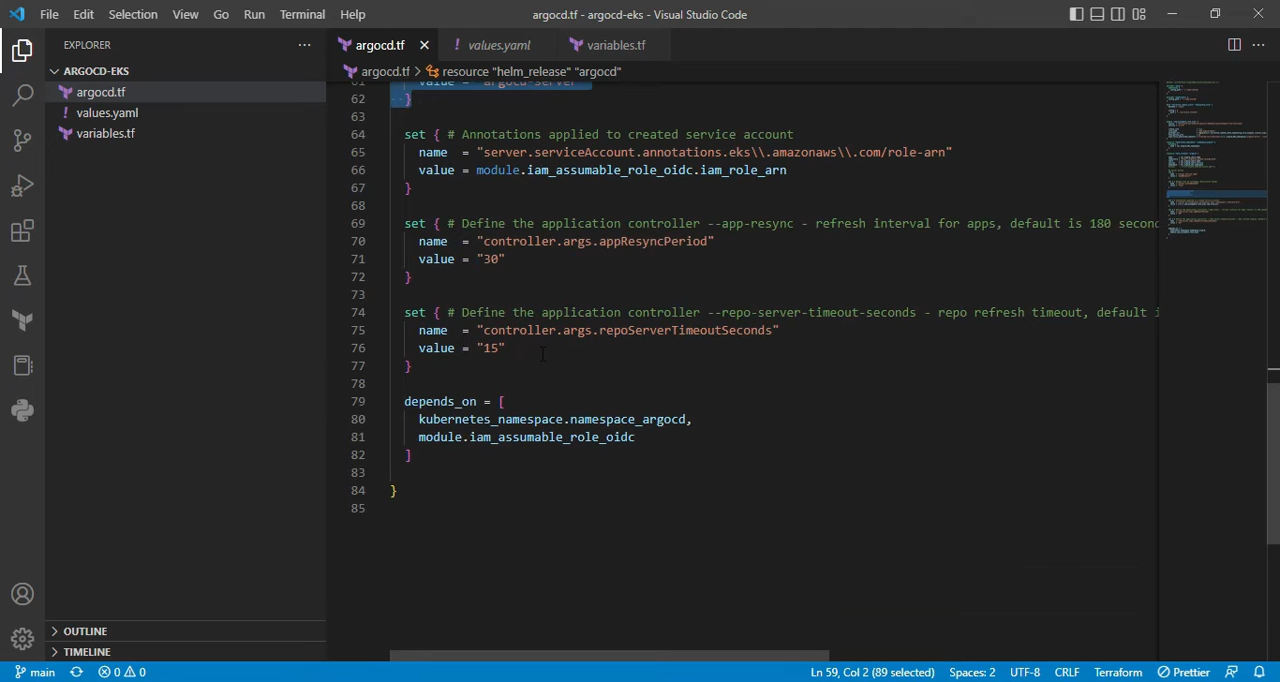 File Edit Selection View Go Run Terminal Help
argocd.tf - argocd-eks - Visual Studio Code
EXPLORER
ARGOCD-EKS
argocd.tf
values.yaml
variables.tf
OUTLINE
TIMELINE
argocd.tf values.yaml variables.tf
argocd.tf > resource "helm_release" "argocd"
61 value = "argocd-server"
62 }
63
64 set { # Annotations applied to created service account
65 name = "server.serviceAccount.annotations.eks\\.amazonaws\\.com/role-arn"
66 value = module.iam_assumable_role_oidc.iam_role_arn
67 }
68
69 set { # Define the application controller --app-resync - refresh interval for apps, default is 180 second
70 name = "controller.args.appResyncPeriod"
71 value = "30"
72 }
73
74 set { # Define the application controller --repo-server-timeout-seconds - repo refresh timeout, default i
75 name = "controller.args.repoServerTimeoutSeconds"
76 value = "15"
77 }
78
79 depends_on = [
80 kubernetes_namespace.namespace_argocd,
81 module.iam_assumable_role_oidc
82 ]
83
84 }
85
main 0 0 Ln 59, Col 2 (89 selected) Spaces: 2 UTF-8 CRLF Terraform Prettier